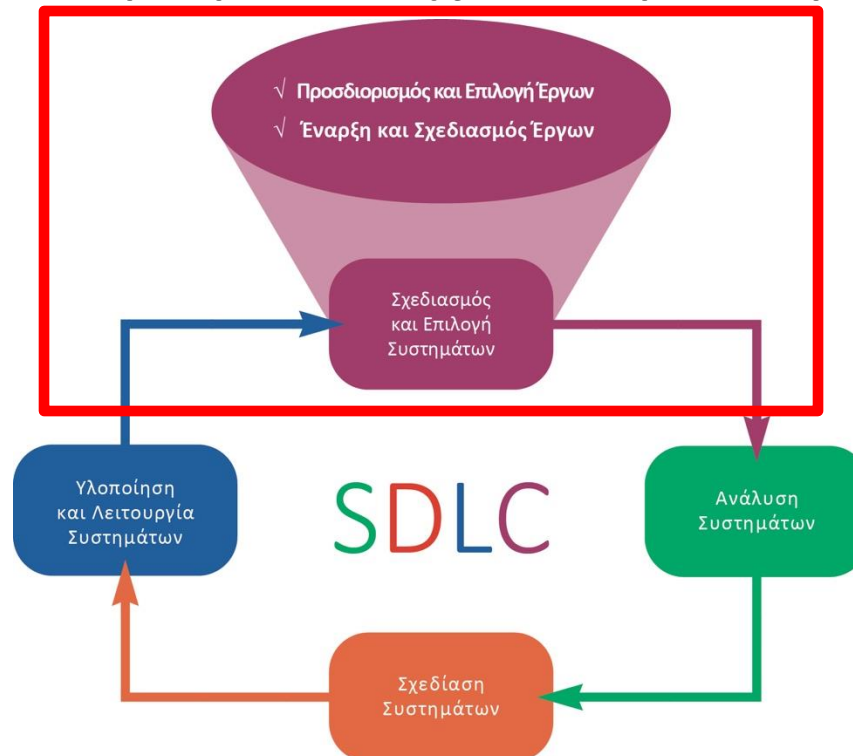 √ Προσδιορισμός και Επιλογή Έργων
√ Έναρξη και Σχεδιασμός Έργων
Σχεδιασμός
και Επιλογή
Συστημάτων
Υλοποίηση
και Λειτουργία
Συστημάτων
SDLC
Ανάλυση
Συστημάτων
Σχεδίαση
Συστημάτων